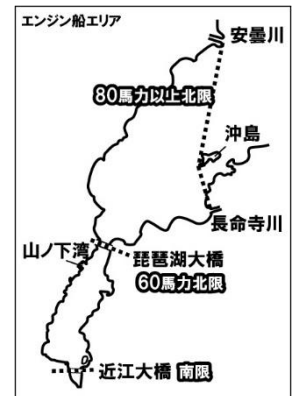 エンジン船エリア
安曇川
80馬力以上北限
沖島
長命寺川
山ノ下湾
琵琶湖大橋
60馬力北限
近江大橋 南限